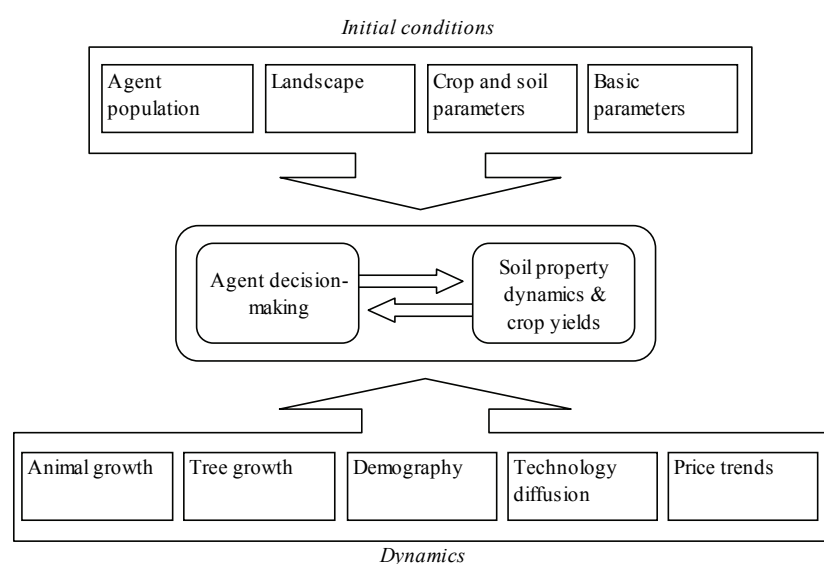 Initial conditions
Agent
population
Landscape
Crop and soil
parameters
Basic
parameters
Agent decision-
making
Soil property
dynamics &
crop yields
Animal growth
Tree growth
Demography
Technology
diffusion
Price trends
Dynamics